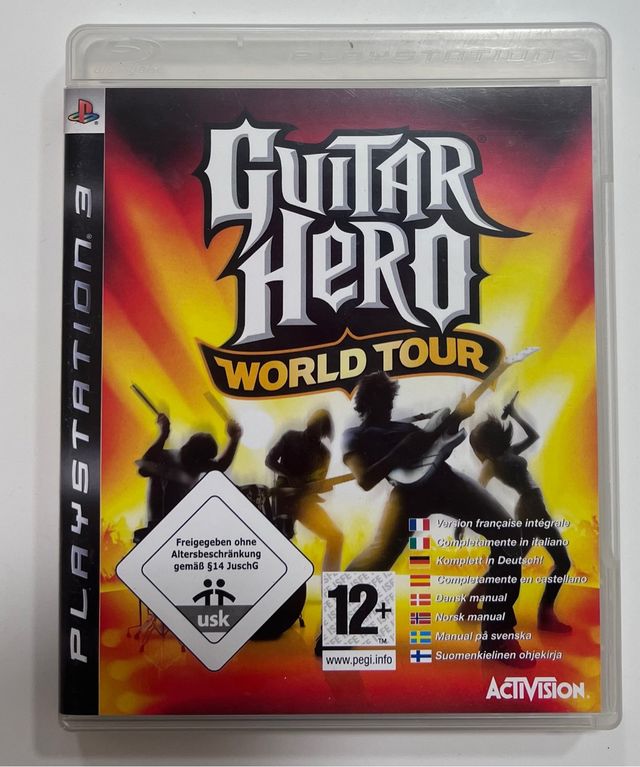 PLAYSTATION 3
PLAYSTATION® 3
GUiTAR
HeRO
WORLD TOUR
Freigegeben ohne
Altersbeschränkung
gemäß §14 JuschG
usk
12+
™
www.pegi.info
Version française intégrale
Completamente in italiano
Komplett in Deutsch!
Completamente en castellano
Dansk manual
Norsk manual
Manual på svenska
Suomenkielinen ohjekirja
ACTIVISION.